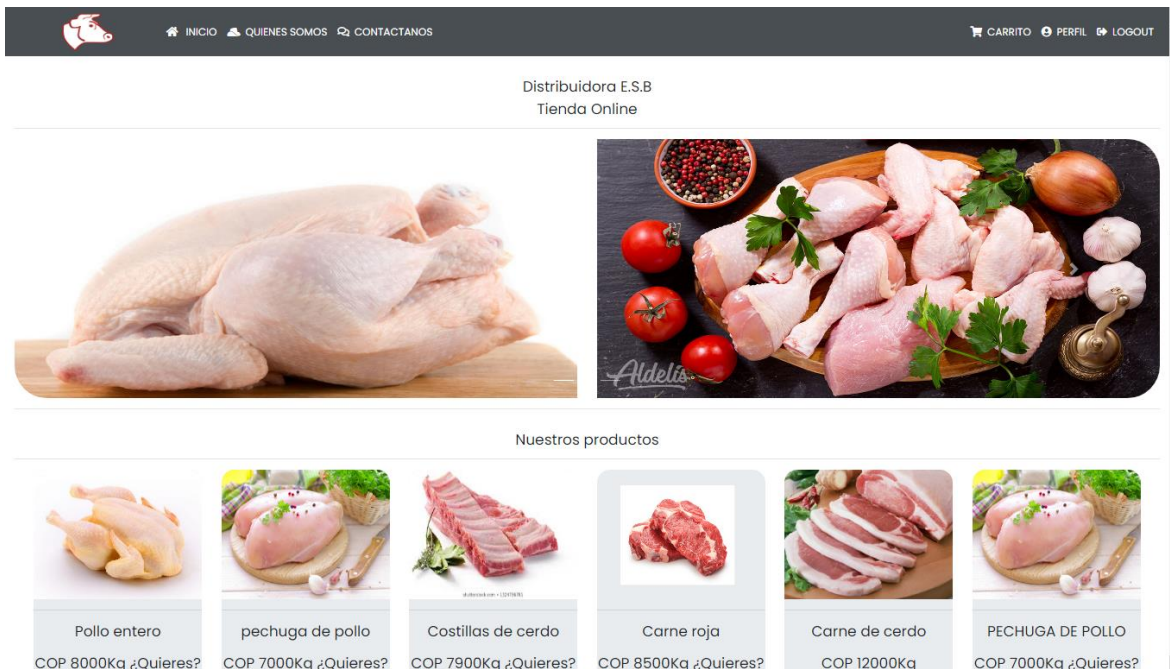 INICIO QUIENES SOMOS CONTACTANOS CARRITO PERFIL LOGOUT
Distribuidora E.S.B
Tienda Online
Aldelís
Nuestros productos
Pollo entero pechuga de pollo Costillas de cerdo Carne roja Carne de cerdo PECHUGA DE POLLO
COP 8000Kg ¿Quieres? COP 7000Kg ¿Quieres? COP 7900Kg ¿Quieres? COP 8500Kg ¿Quieres? COP 12000Kg COP 7000Kg ¿Quieres?